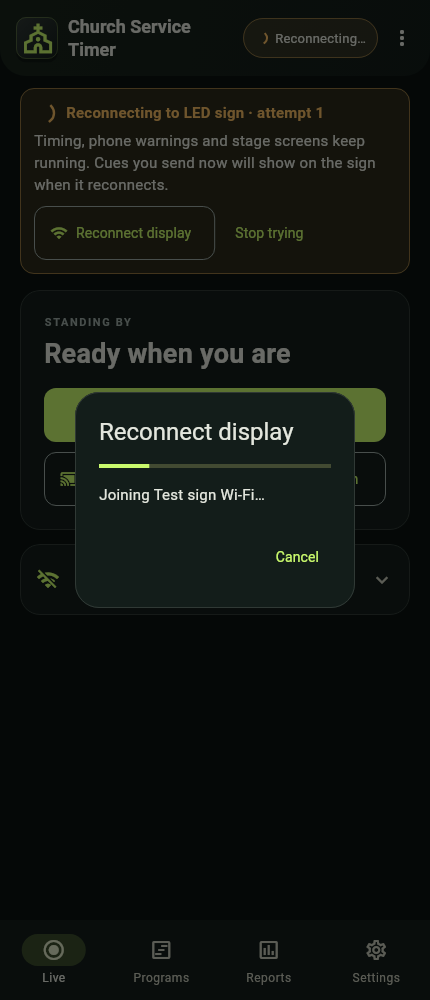 Church Service
Timer
Reconnecting…
Reconnecting to LED sign · attempt 1
Timing, phone warnings and stage screens keep
running. Cues you send now will show on the sign
when it reconnects.
Reconnect display
Stop trying
STANDING BY
Ready when you are
Reconnect display
Joining Test sign Wi-Fi…
Cancel
Live
Programs
Reports
Settings